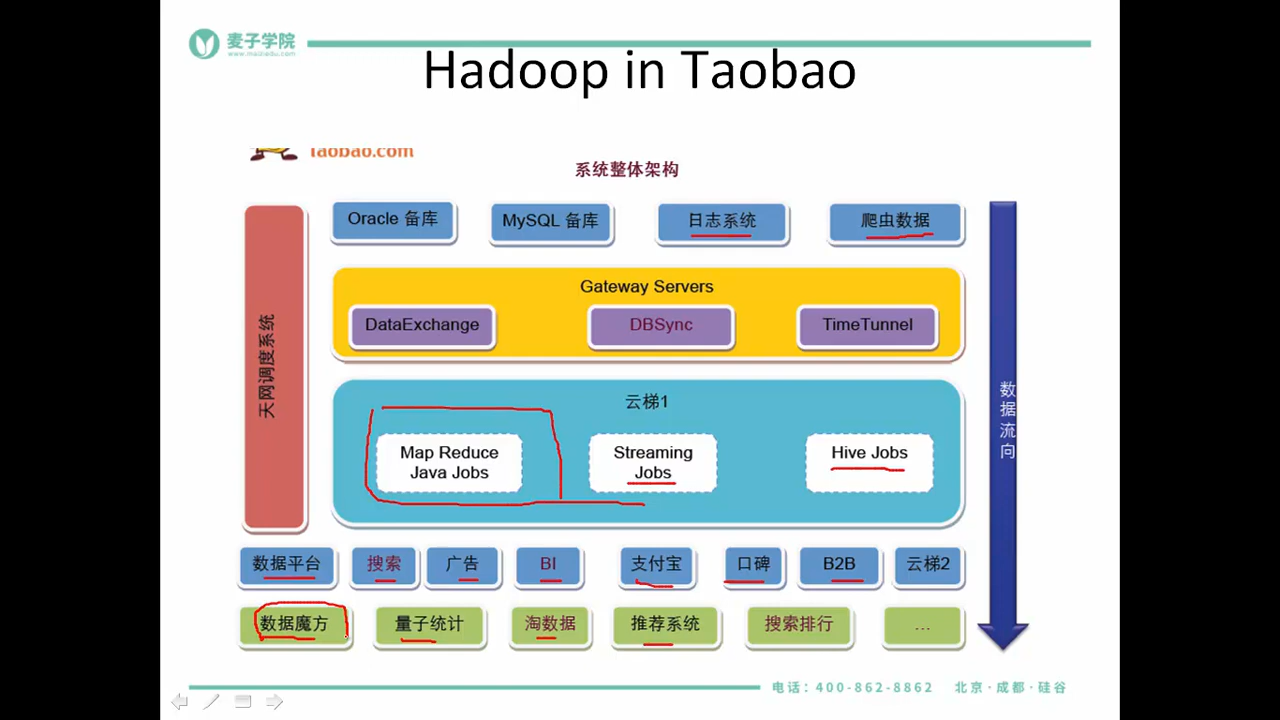 麦子学院
www.maiziedu.com
Hadoop in Taobao
Taobao.com
系统整体架构
Oracle 备库
MySQL 备库
日志系统
爬虫数据
天网调度系统
Gateway Servers
DataExchange
DBSync
TimeTunnel
云梯1
Map Reduce
Java Jobs
Streaming
Jobs
Hive Jobs
数据流向
数据平台
搜索
广告
BI
支付宝
口碑
B2B
云梯2
数据魔方
量子统计
淘数据
推荐系统
搜索排行
...
电话：400-862-8862
北京·成都·硅谷